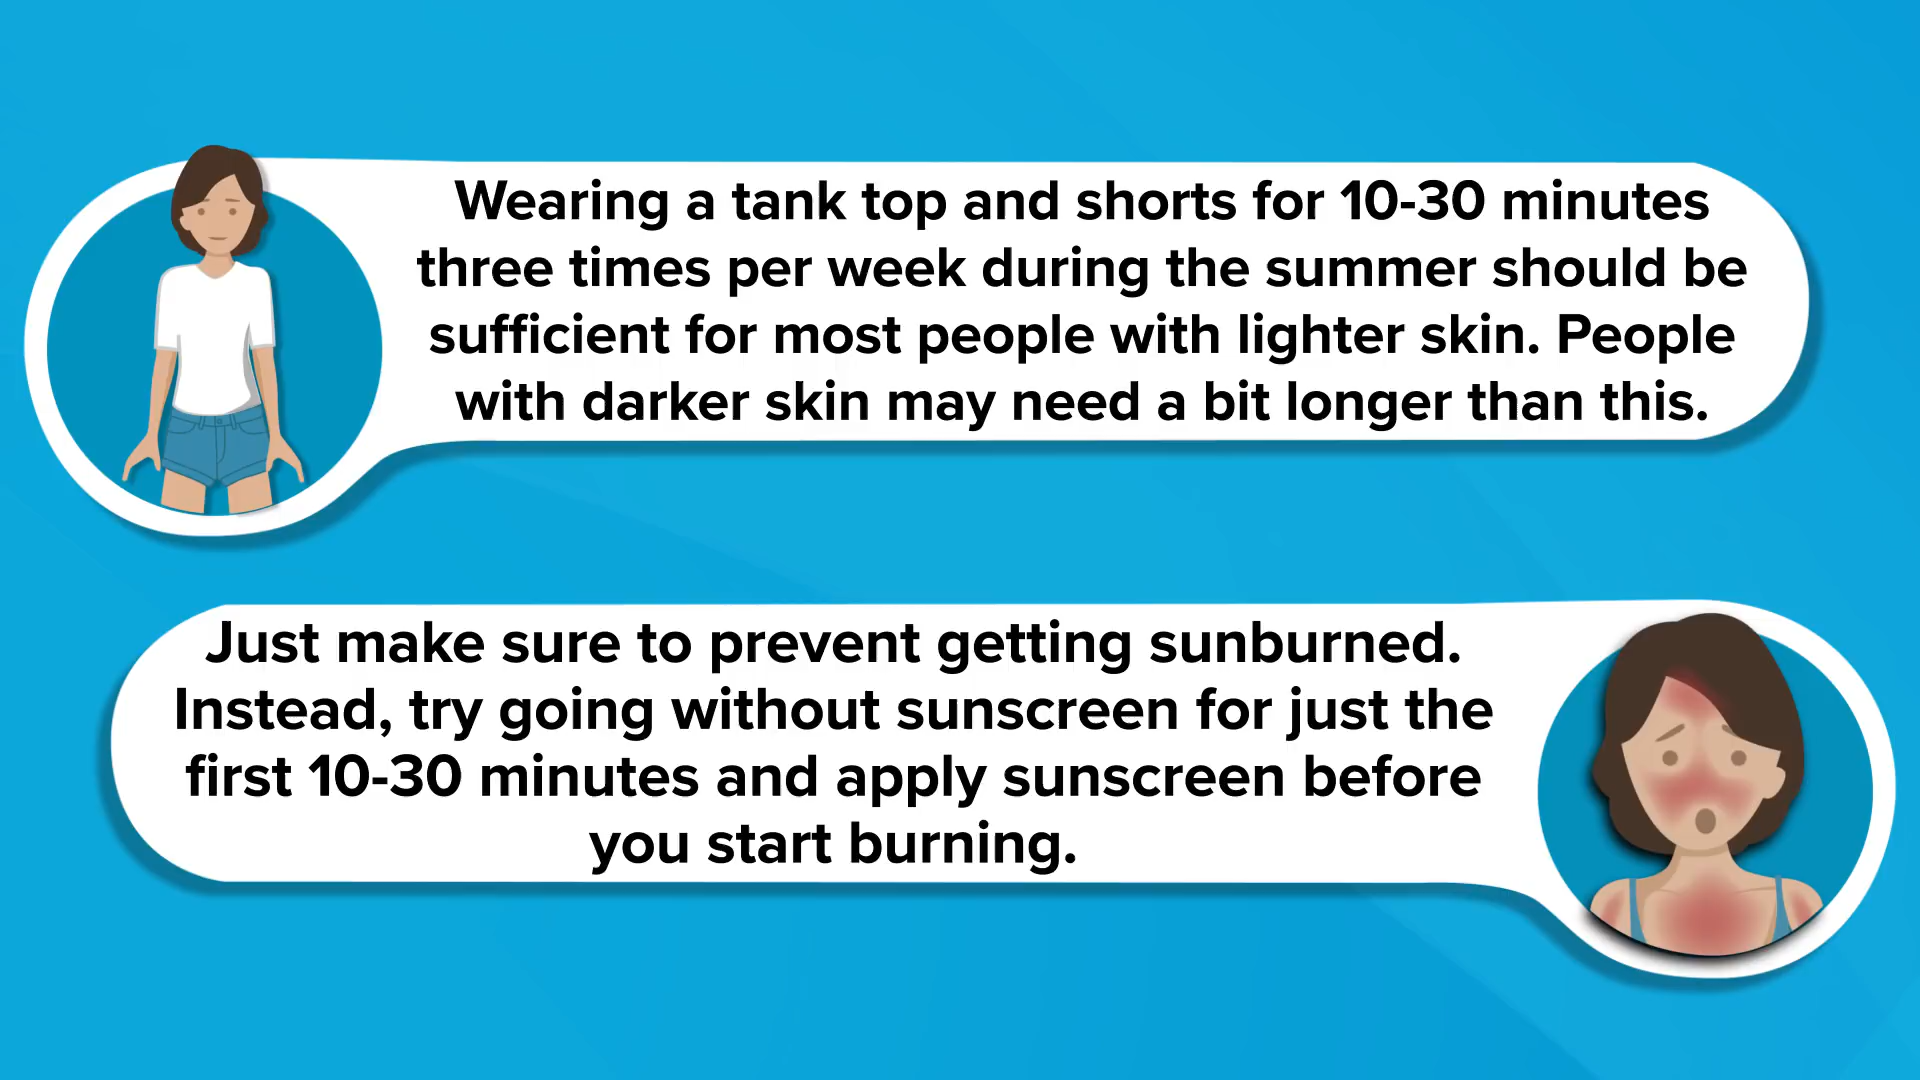 Wearing a tank top and shorts for 10-30 minutes
three times per week during the summer should be
sufficient for most people with lighter skin. People
with darker skin may need a bit longer than this.
Just make sure to prevent getting sunburned.
Instead, try going without sunscreen for just the
first 10-30 minutes and apply sunscreen before
you start burning.